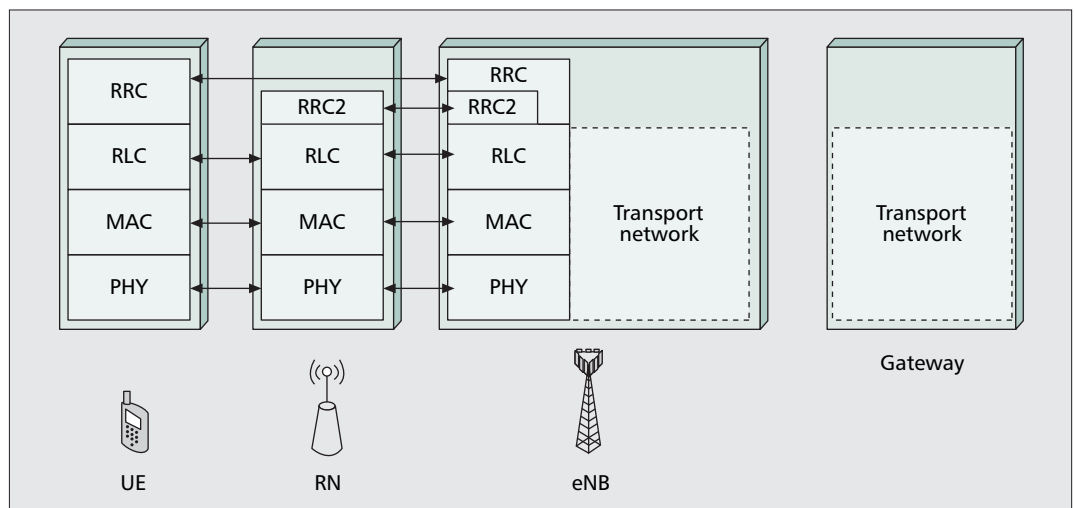 RRC
RLC
MAC
PHY
UE
RRC2
RLC
MAC
PHY
RN
RRC
RRC2
RLC
MAC
PHY
Transport
network
eNB
Transport
network
Gateway